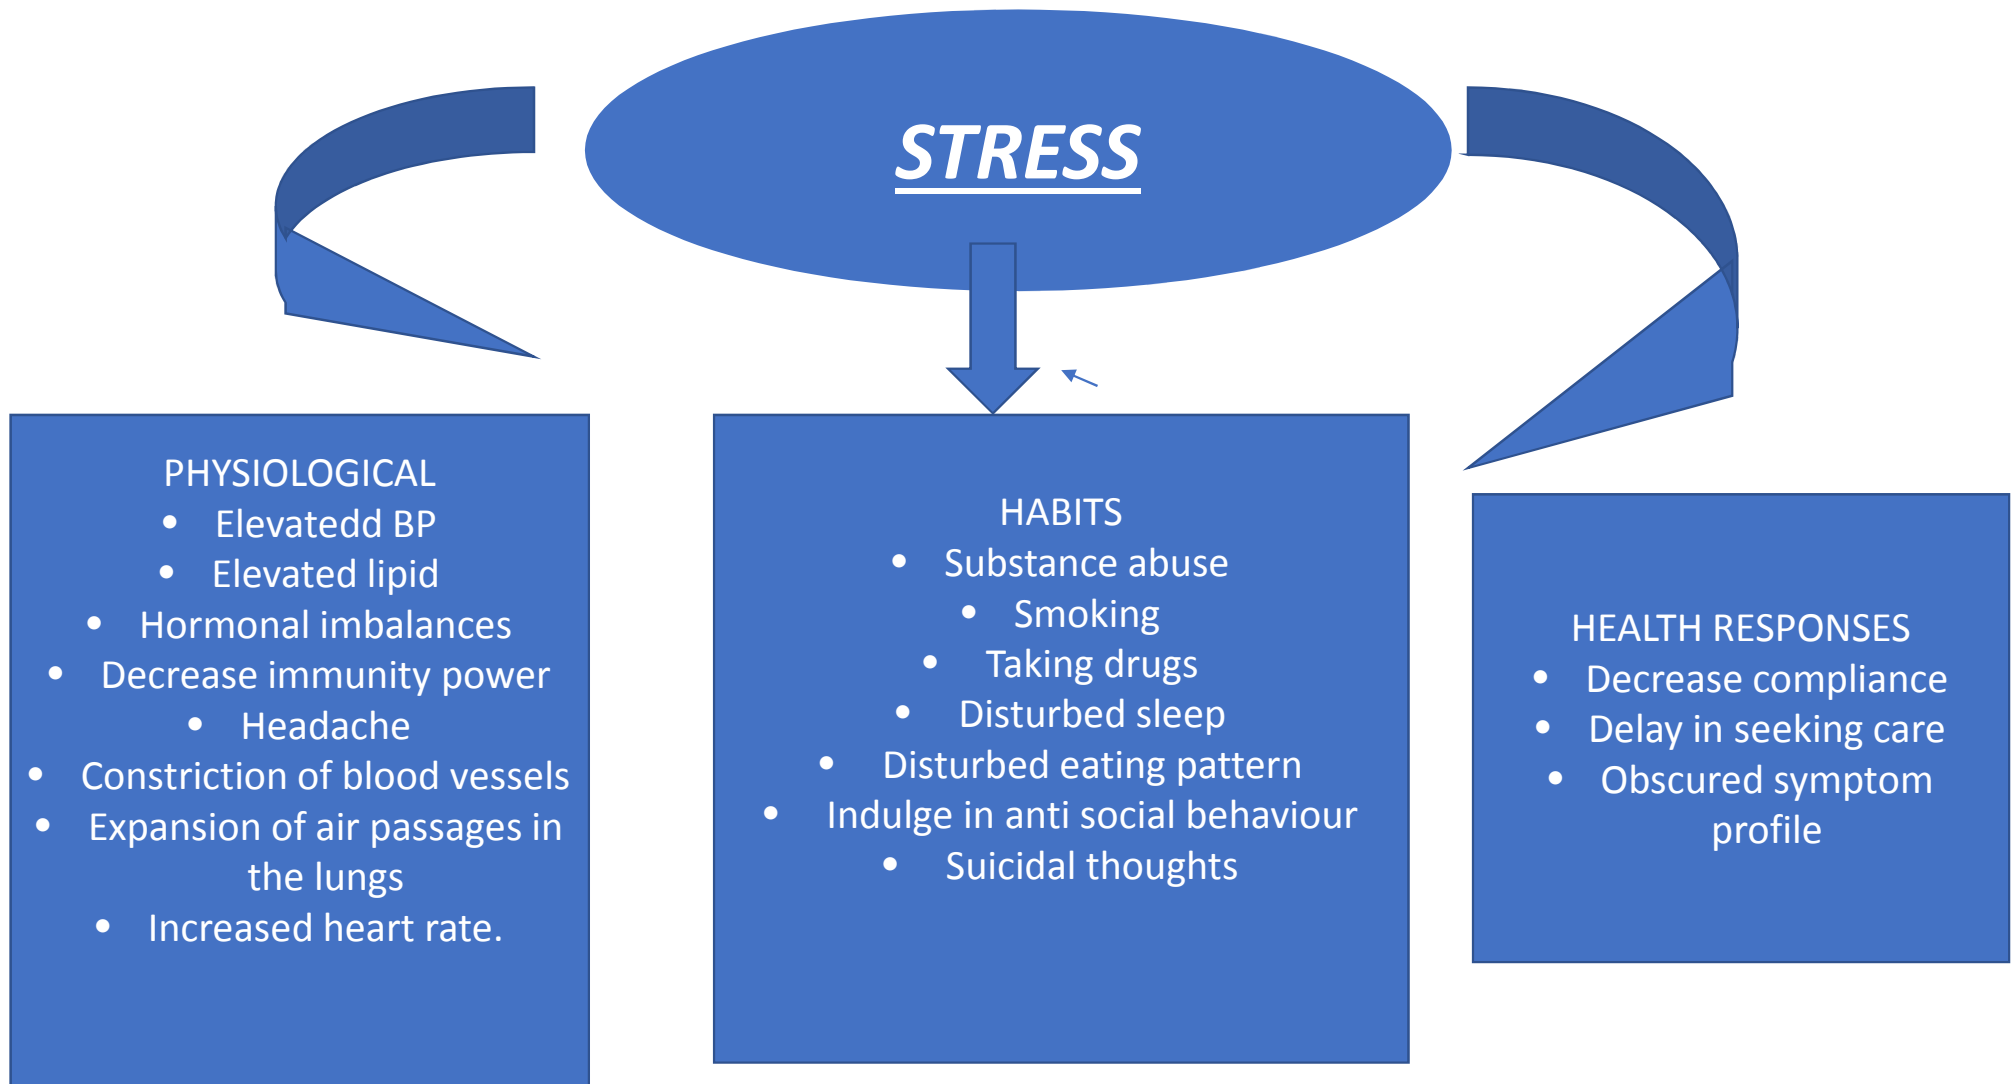 STRESS
PHYSIOLOGICAL
• Elevatedd BP
• Elevated lipid
• Hormonal imbalances
• Decrease immunity power
• Headache
• Constriction of blood vessels
• Expansion of air passages in
the lungs
• Increased heart rate.
HABITS
• Substance abuse
• Smoking
• Taking drugs
• Disturbed sleep
• Disturbed eating pattern
• Indulge in anti social behaviour
• Suicidal thoughts
HEALTH RESPONSES
• Decrease compliance
• Delay in seeking care
• Obscured symptom
profile